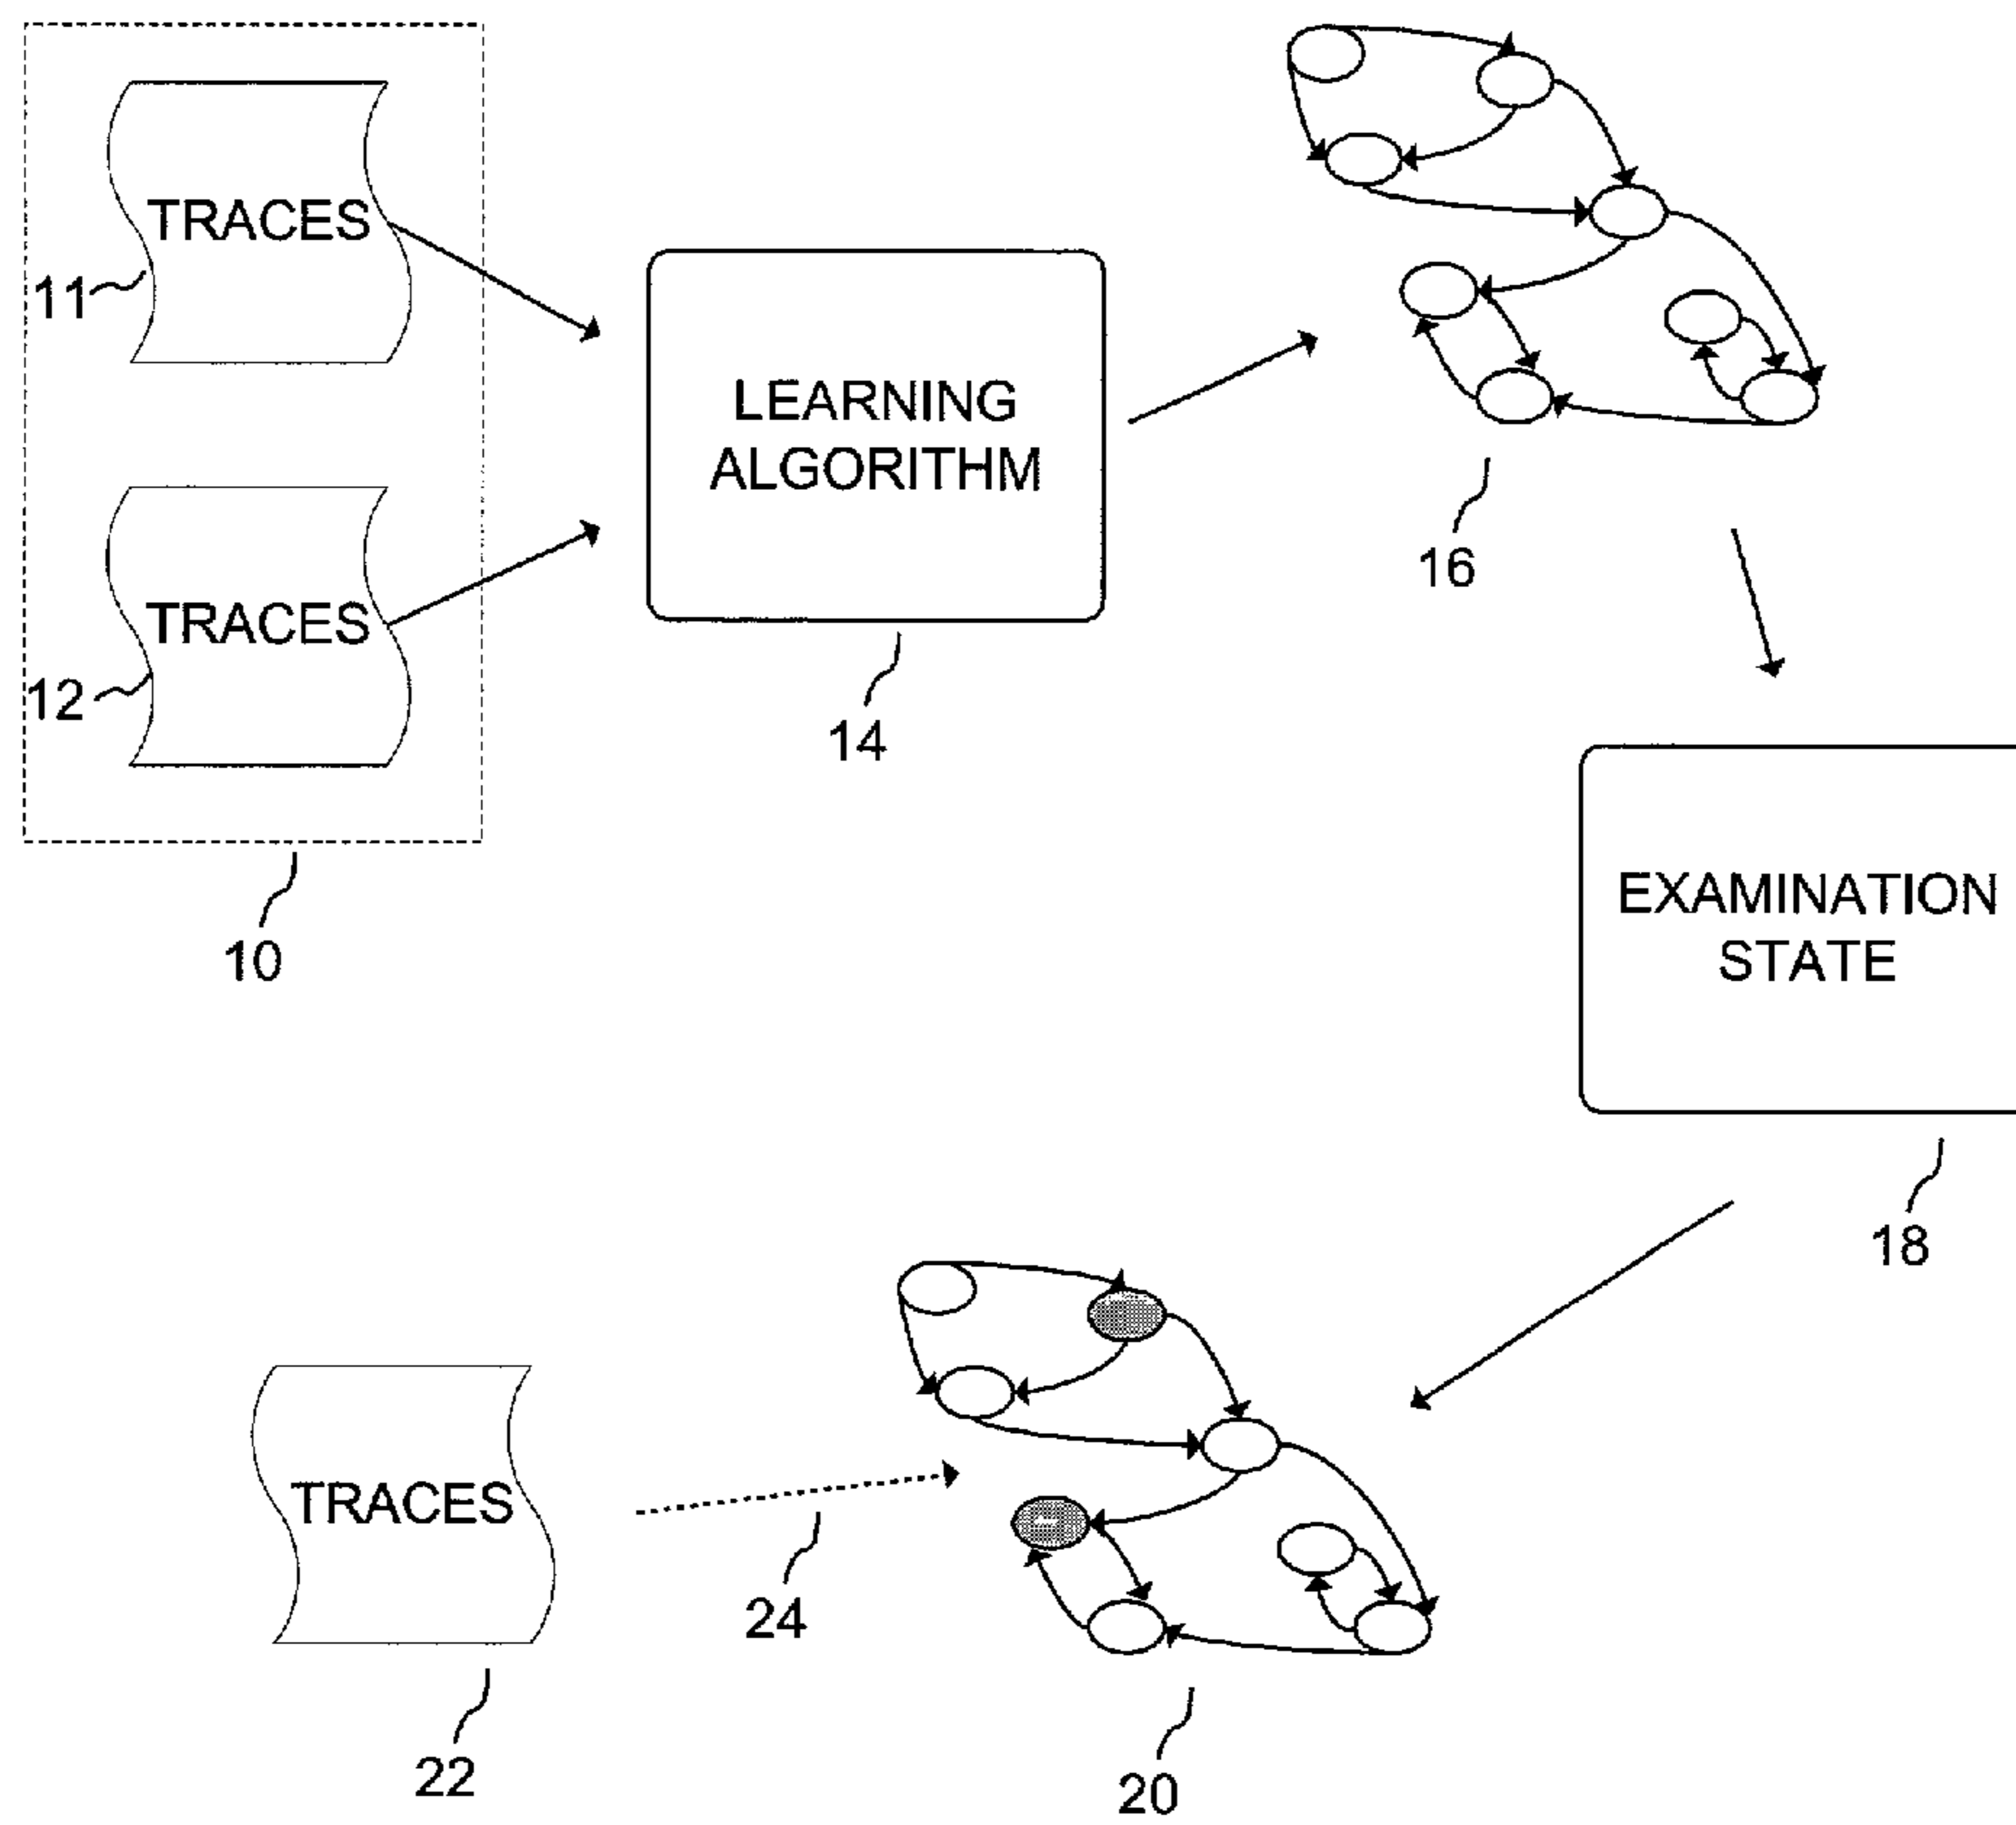 TRACES
11
TRACES
12
10
LEARNING
ALGORITHM
14
16
EXAMINATION
STATE
18
TRACES
22
24
20